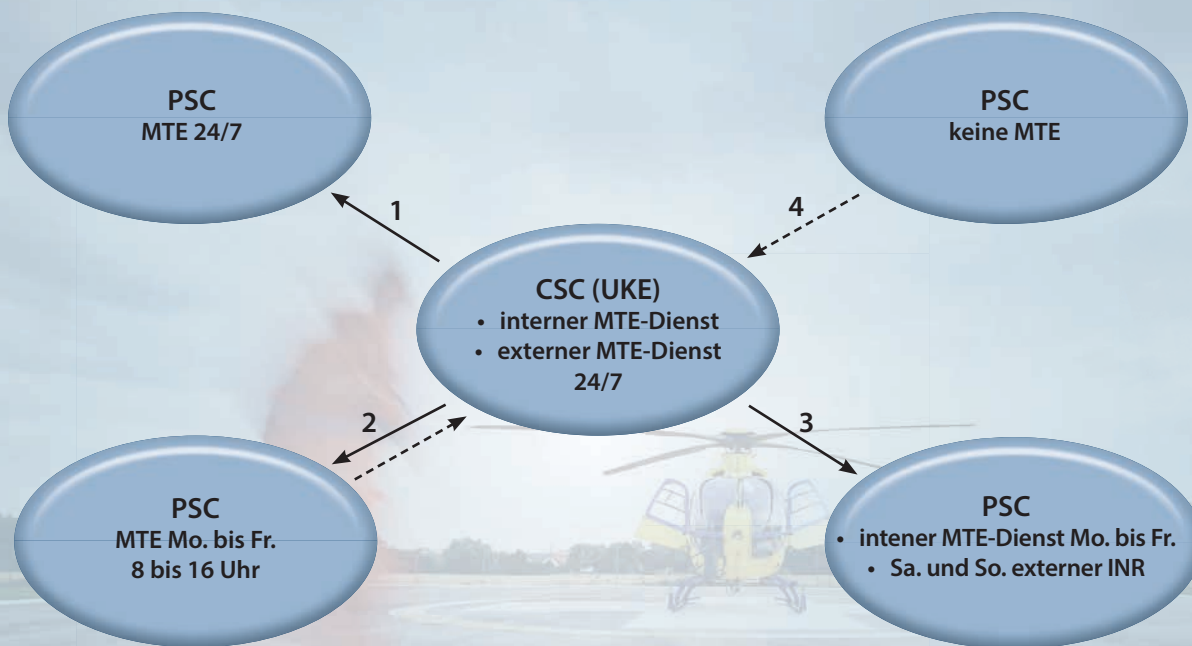 PSC
MTE 24/7
PSC
keine MTE
1
4
CSC (UKE)
• interner MTE-Dienst
• externer MTE-Dienst
24/7
2
3
PSC
MTE Mo. bis Fr.
8 bis 16 Uhr
PSC
• intener MTE-Dienst Mo. bis Fr.
• Sa. und So. externer INR